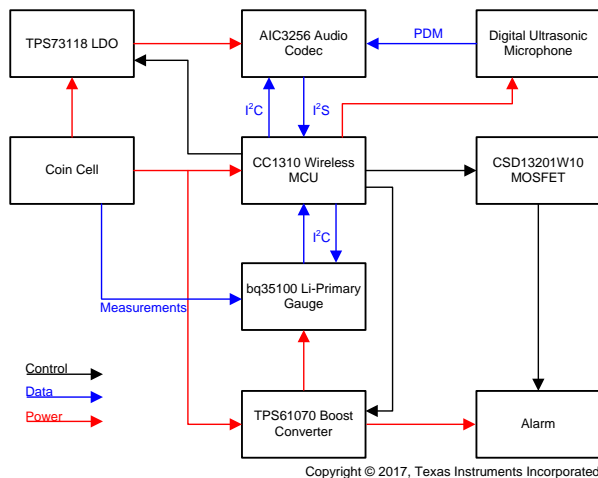 TPS73118 LDO
AIC3256 Audio
Codec
PDM
Digital Ultrasonic
Microphone
I²C
I²S
Coin Cell
CC1310 Wireless
MCU
CSD13201W10
MOSFET
I²C
bq35100 Li-Primary
Gauge
Measurements
Control
Data
Power
TPS61070 Boost
Converter
Alarm
Copyright © 2017, Texas Instruments Incorporated